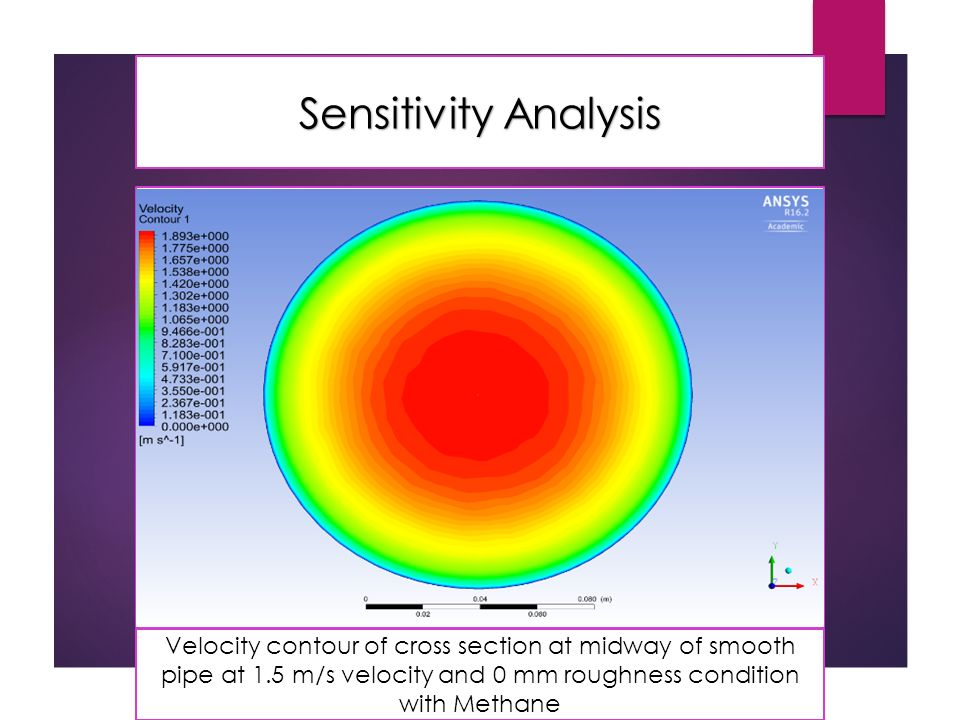 Sensitivity Analysis
Velocity
Contour 1
1.893e+000
1.775e+000
1.657e+000
1.538e+000
1.420e+000
1.302e+000
1.183e+000
1.065e+000
9.466e-001
8.283e-001
7.100e-001
5.917e-001
4.733e-001
3.550e-001
2.367e-001
1.183e-001
0.000e+000
[m s^-1]
ANSYS
R16.2
Academic
Y
X
Z
0 0.04 0.080 (m)
0.02 0.060
Velocity contour of cross section at midway of smooth
pipe at 1.5 m/s velocity and 0 mm roughness condition
with Methane